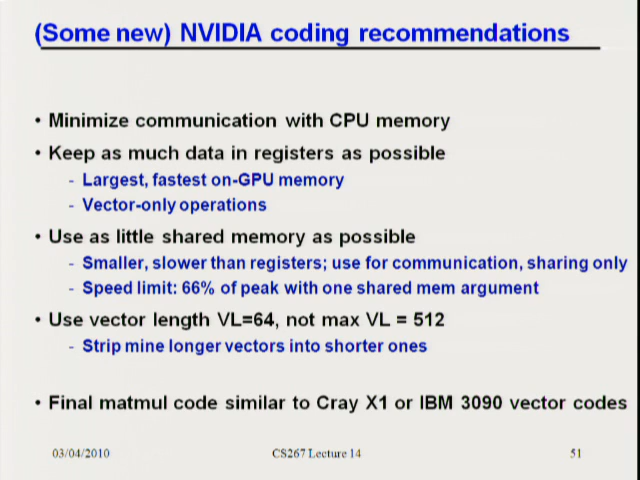 (Some new) NVIDIA coding recommendations
• Minimize communication with CPU memory
• Keep as much data in registers as possible
- Largest, fastest on-GPU memory
- Vector-only operations
• Use as little shared memory as possible
- Smaller, slower than registers; use for communication, sharing only
- Speed limit: 66% of peak with one shared mem argument
• Use vector length VL=64, not max VL = 512
- Strip mine longer vectors into shorter ones
• Final matmul code similar to Cray X1 or IBM 3090 vector codes
03/04/2010 CS267 Lecture 14 51